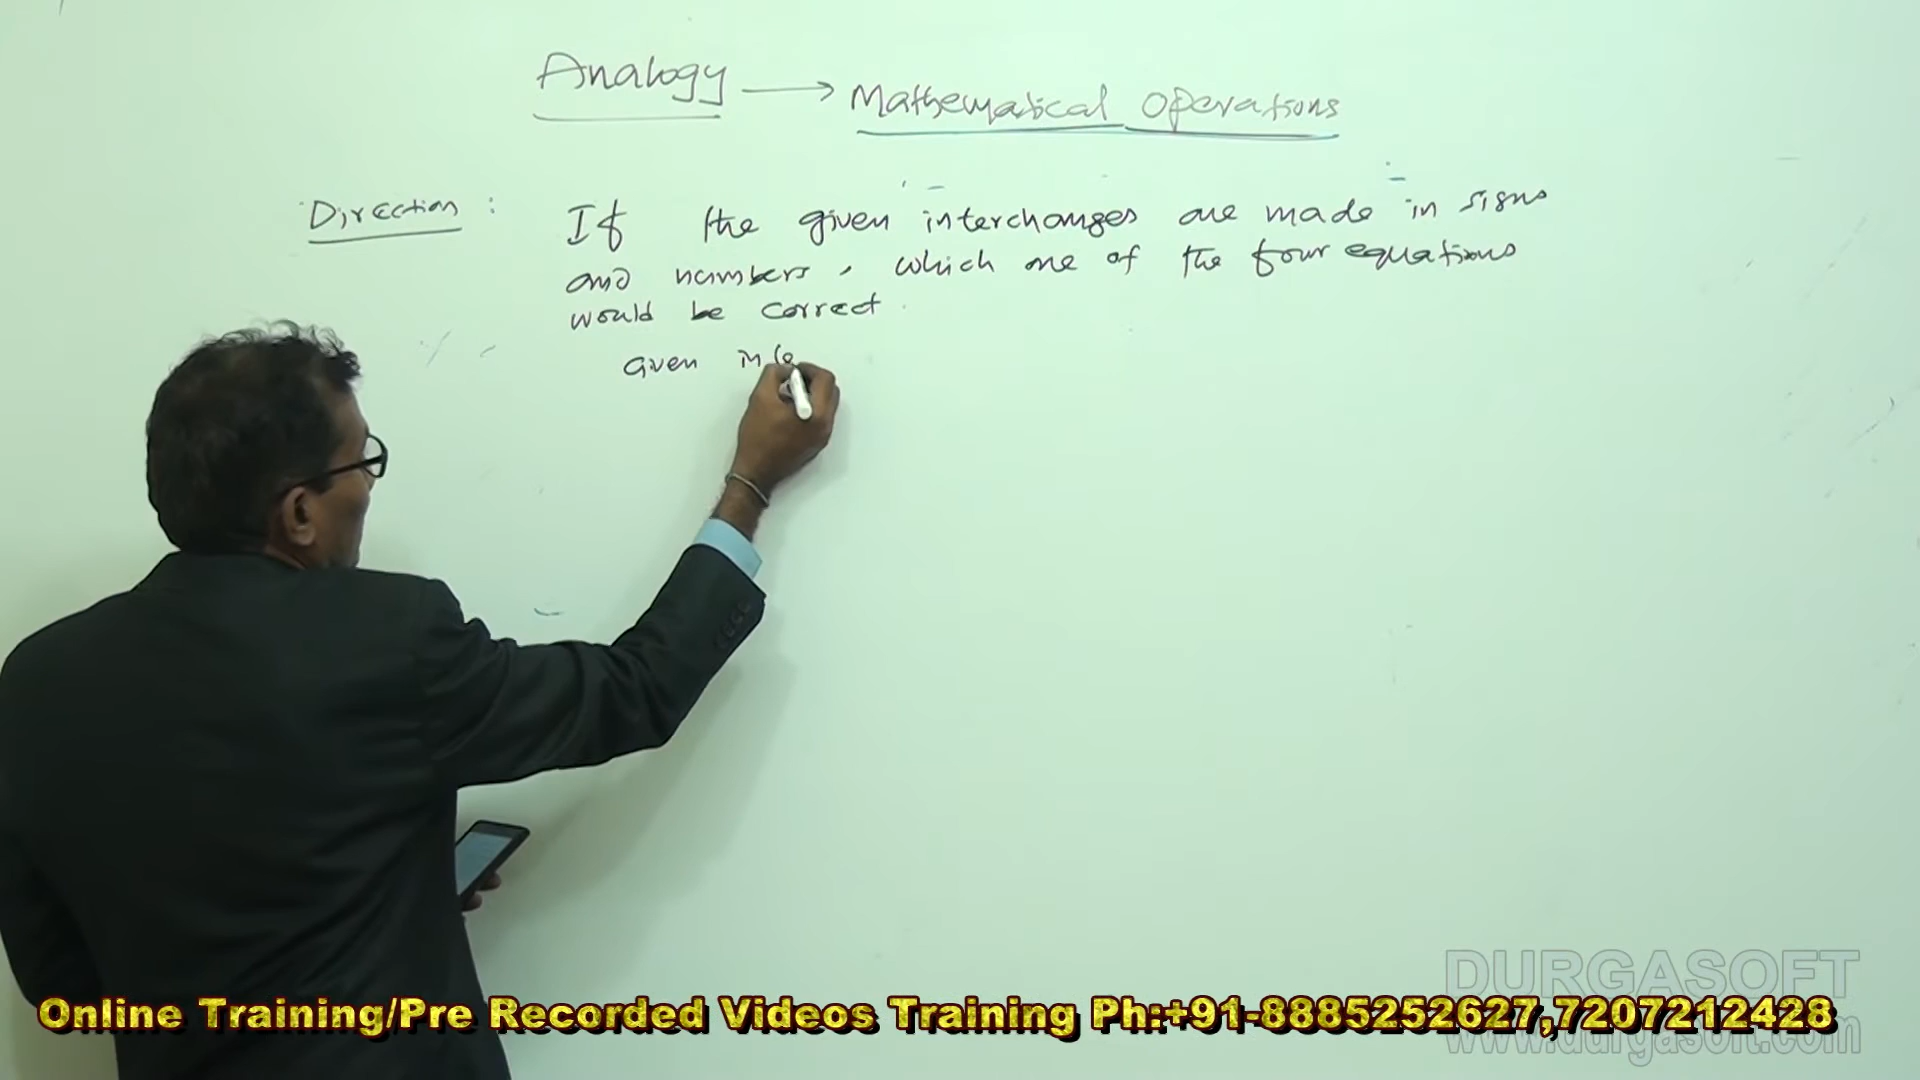 Analogy → Mathematical Operations
Direction : If the given interchanges are made in signs
and numbers, which one of the four equations
would be correct.
Given inte
DURGASOFT
Online Training/Pre Recorded Videos Training Ph:+91-8885252627,7207212428
www.durgasoft.com